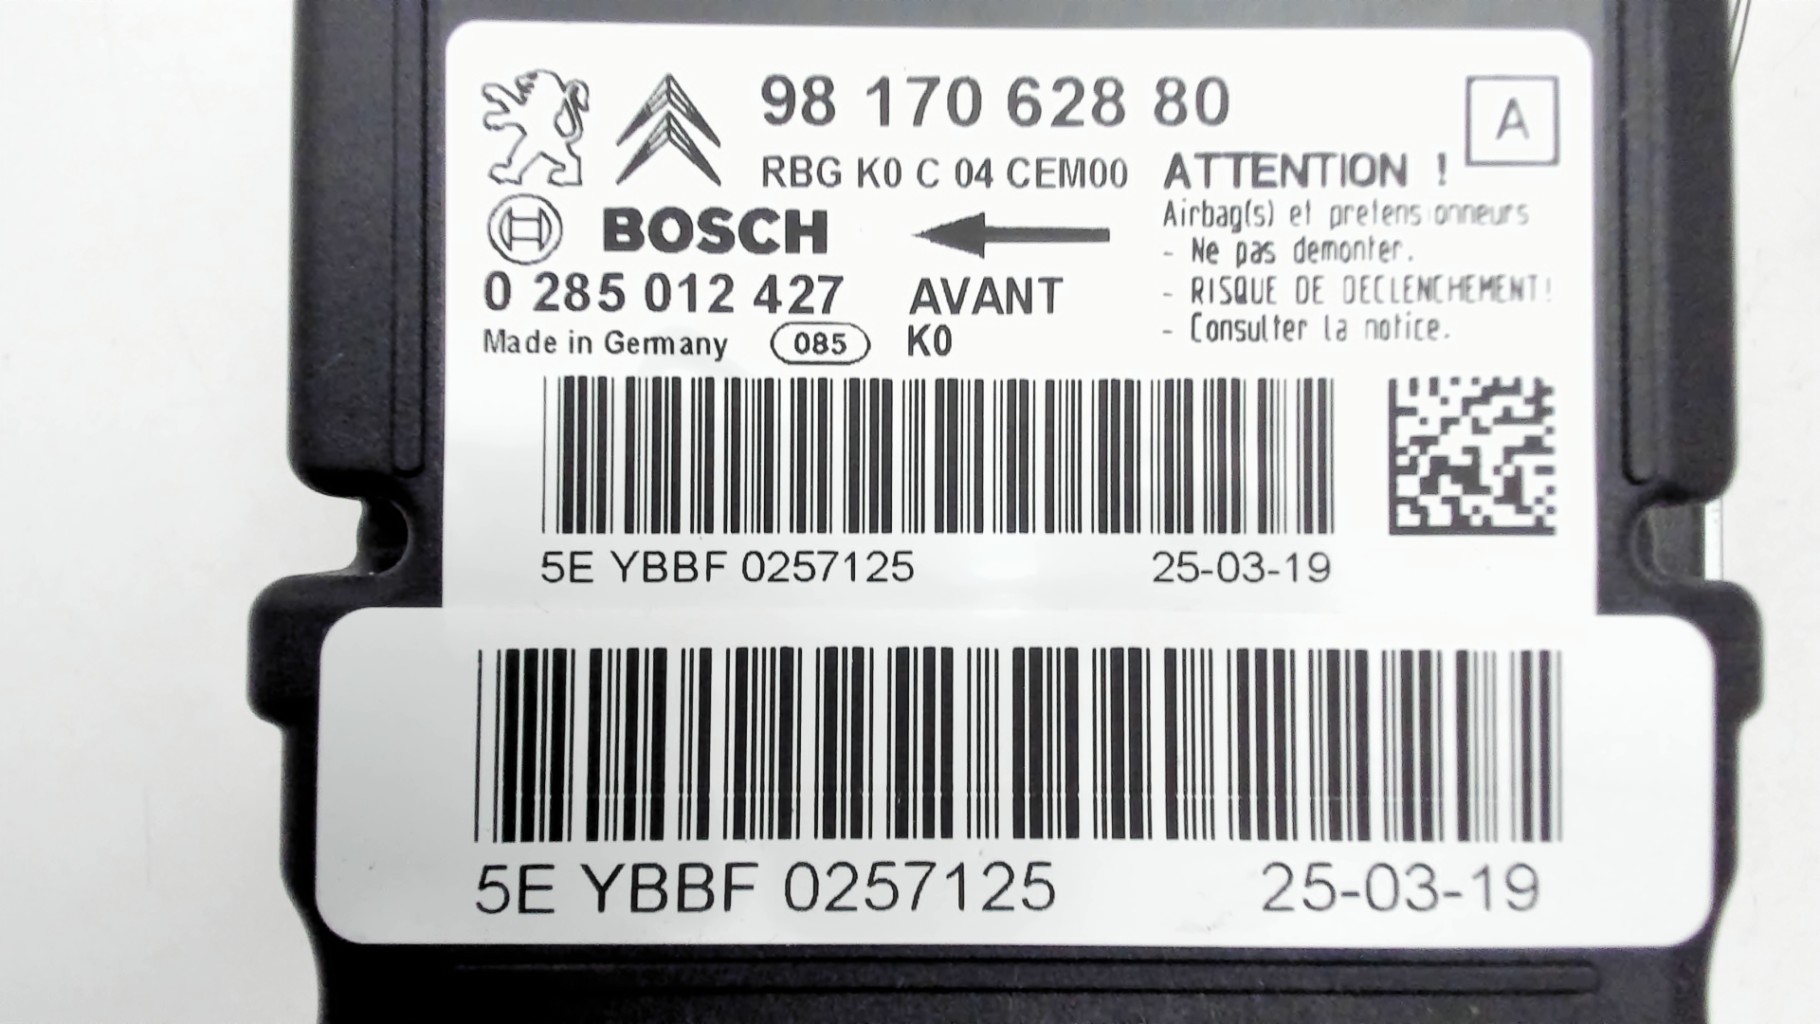 98 170 628 80
A
RBG K0 C 04 CEM00
ATTENTION !
Airbag(s) et pretensionneurs
- Ne pas demonter.
- RISQUE DE DECLENCHEMENT!
- Consulter la notice.
BOSCH
0 285 012 427
AVANT
Made in Germany
085
K0
5E YBBF 0257125 25-03-19
5E YBBF 0257125 25-03-19